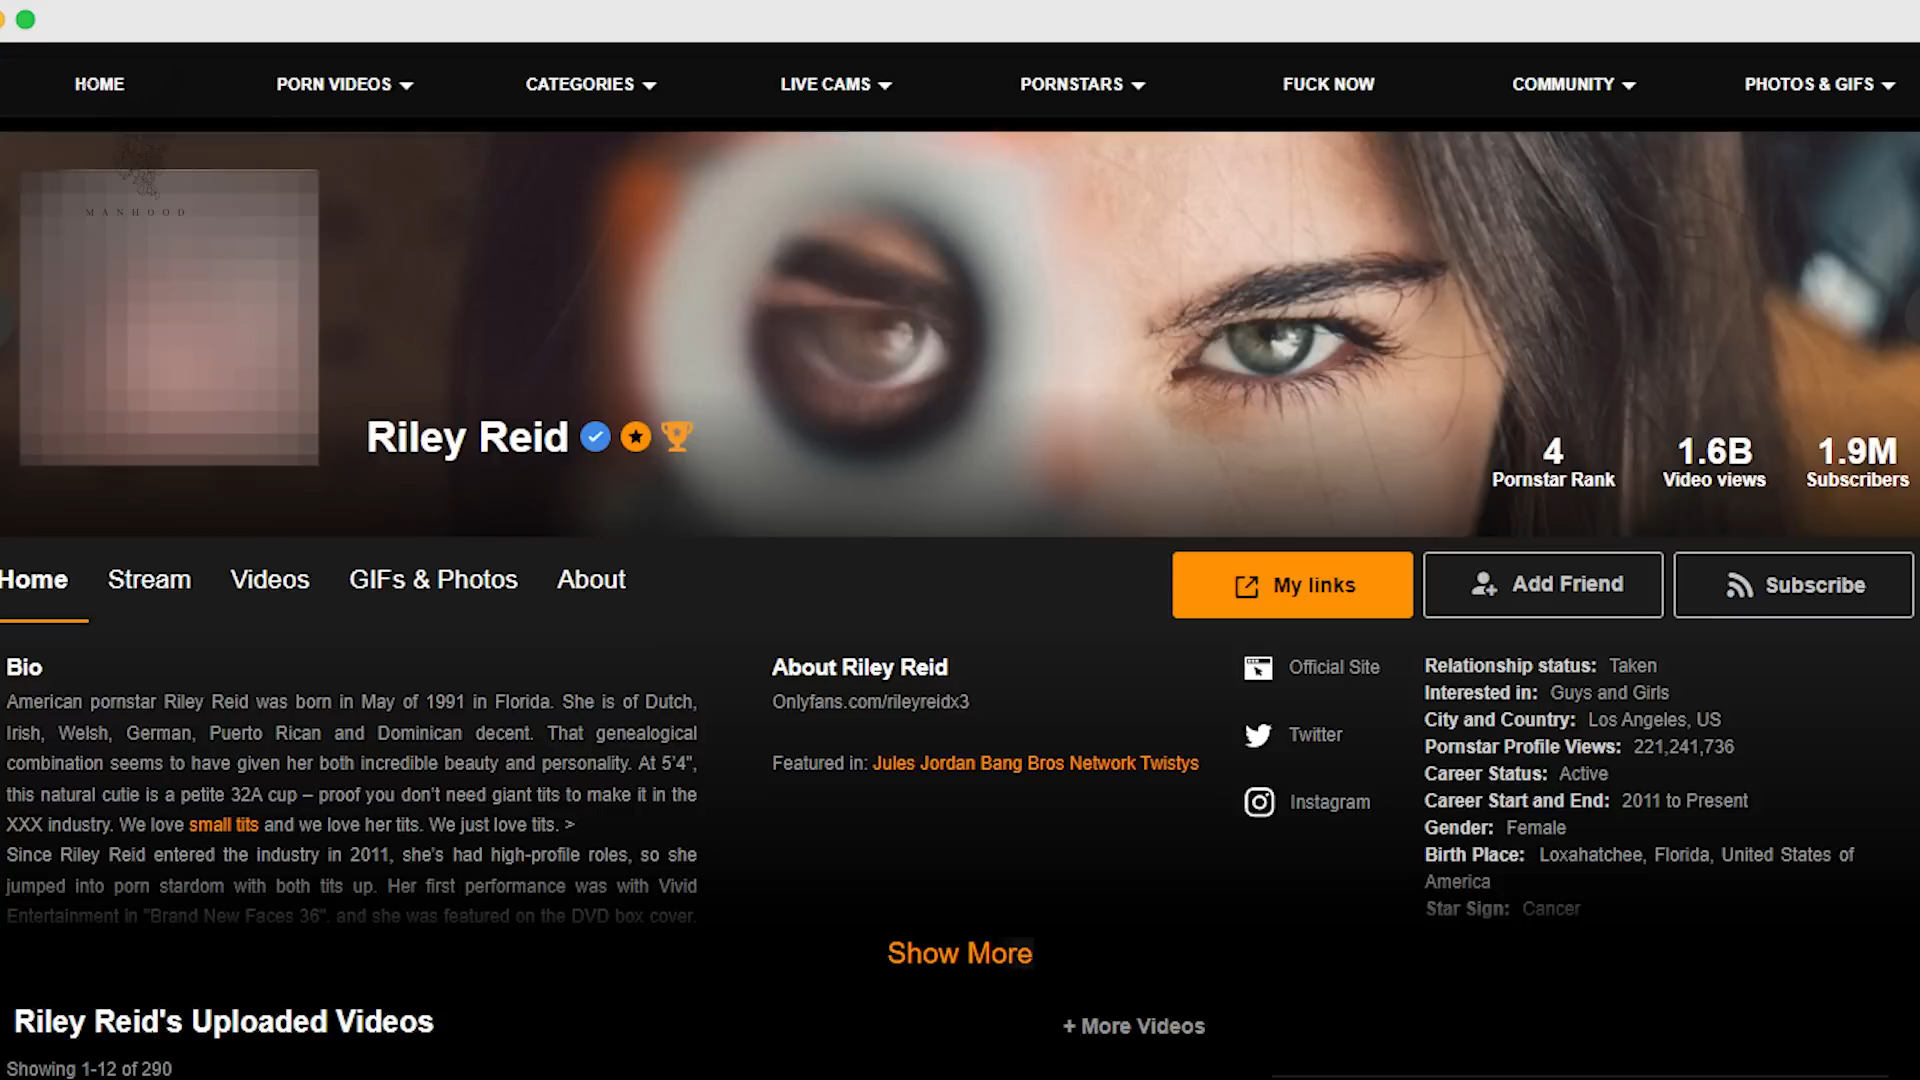 HOME
PORN VIDEOS
CATEGORIES
LIVE CAMS
PORNSTARS
FUCK NOW
COMMUNITY
PHOTOS & GIFS
MANHOOD
Riley Reid
4
Pornstar Rank
1.6B
Video views
1.9M
Subscribers
Home
Stream
Videos
GIFs & Photos
About
My links
Add Friend
Subscribe
Bio
American pornstar Riley Reid was born in May of 1991 in Florida. She is of Dutch,
Irish, Welsh, German, Puerto Rican and Dominican decent. That genealogical
combination seems to have given her both incredible beauty and personality. At 5'4",
this natural cutie is a petite 32A cup – proof you don't need giant tits to make it in the
XXX industry. We love small tits and we love her tits. We just love tits. >
Since Riley Reid entered the industry in 2011, she's had high-profile roles, so she
jumped into porn stardom with both tits up. Her first performance was with Vivid
Entertainment in "Brand New Faces 36", and she was featured on the DVD box cover.
About Riley Reid
Onlyfans.com/rileyreidx3
Featured in: Jules Jordan Bang Bros Network Twistys
Official Site
Twitter
Instagram
Relationship status: Taken
Interested in: Guys and Girls
City and Country: Los Angeles, US
Pornstar Profile Views: 221,241,736
Career Status: Active
Career Start and End: 2011 to Present
Gender: Female
Birth Place: Loxahatchee, Florida, United States of
America
Star Sign: Cancer
Show More
Riley Reid's Uploaded Videos
+ More Videos
Showing 1-12 of 290